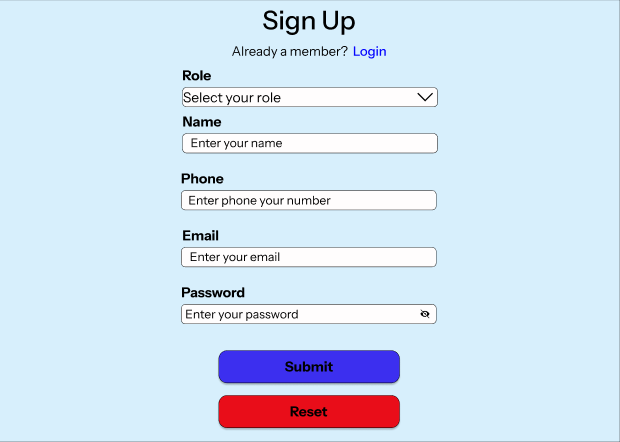 Sign Up
Already a member? Login
Role
Select your role
Name
Enter your name
Phone
Enter phone your number
Email
Enter your email
Password
Enter your password
Submit
Reset